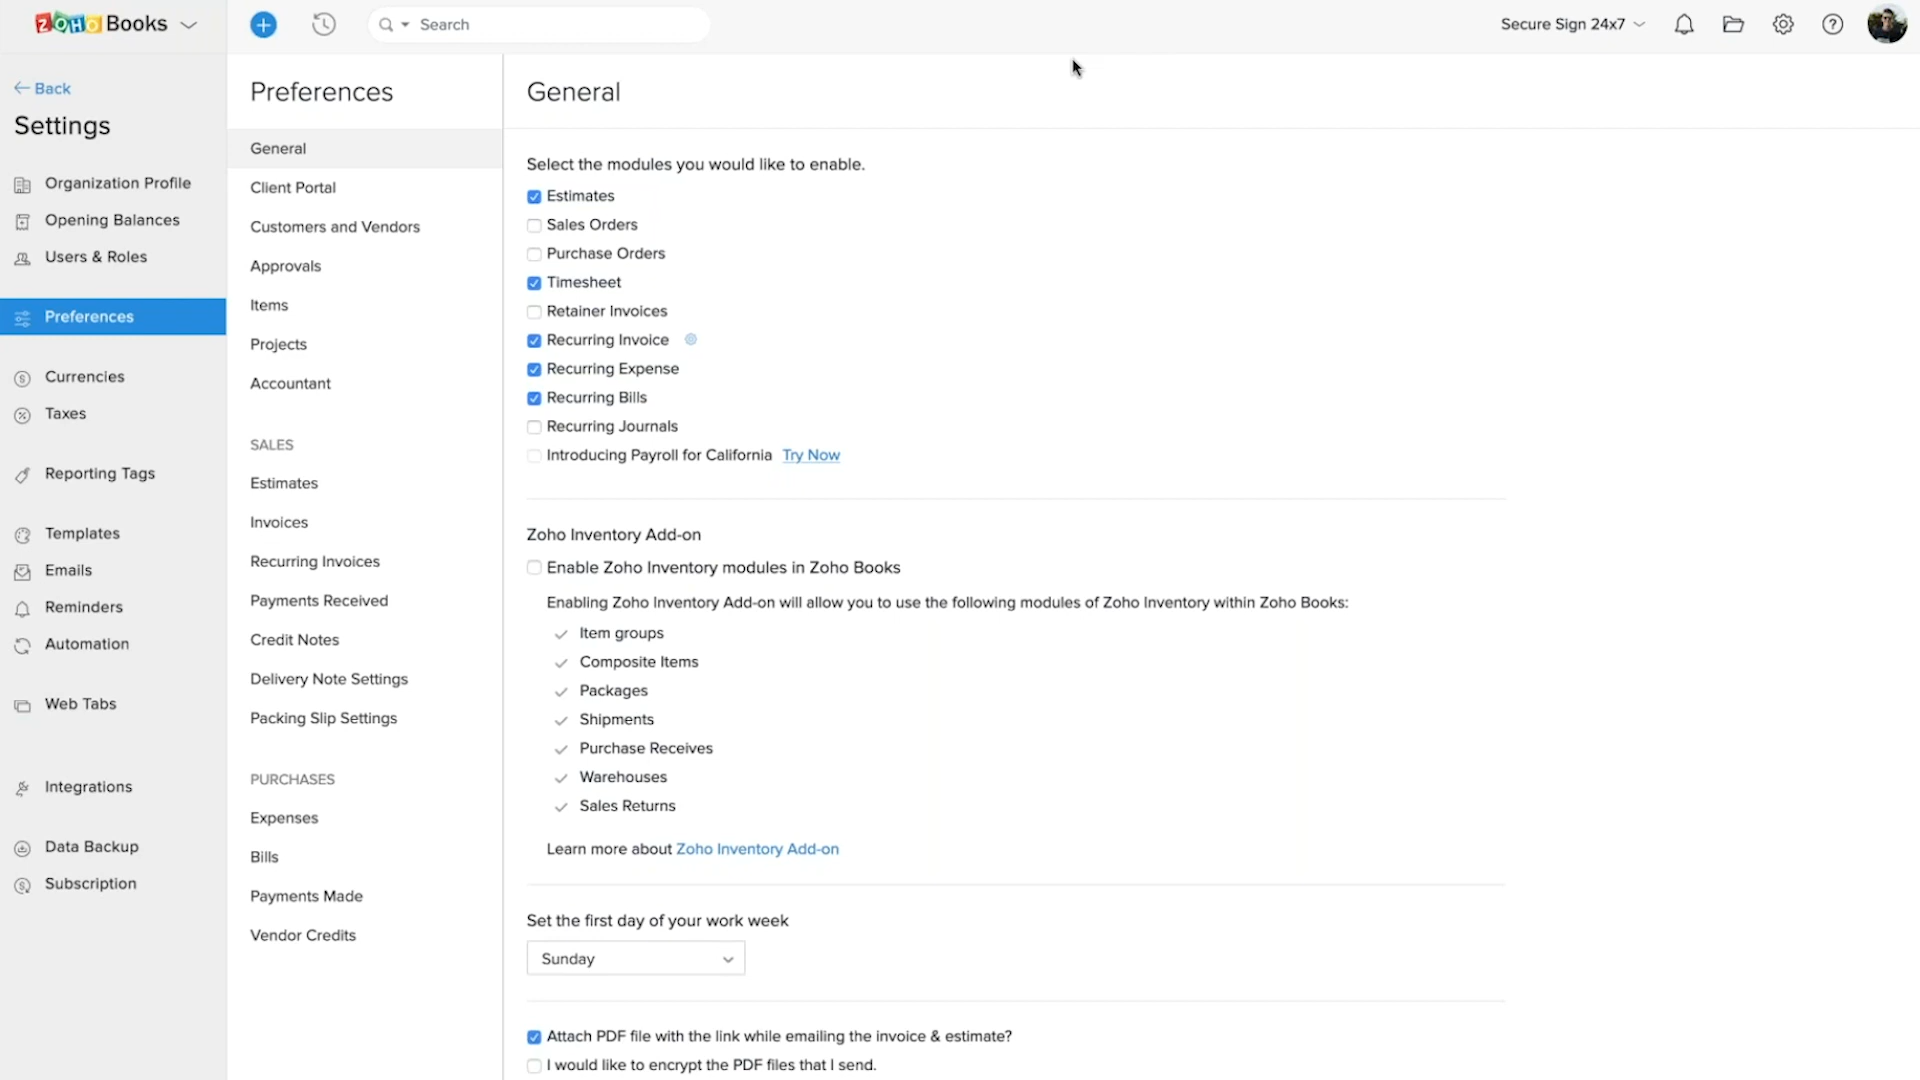 ZOHO Books
Search
Secure Sign 24x7
Back
Settings
Organization Profile
Opening Balances
Users & Roles
Preferences
Currencies
Taxes
Reporting Tags
Templates
Emails
Reminders
Automation
Web Tabs
Integrations
Data Backup
Subscription
Preferences
General
Client Portal
Customers and Vendors
Approvals
Items
Projects
Accountant
SALES
Estimates
Invoices
Recurring Invoices
Payments Received
Credit Notes
Delivery Note Settings
Packing Slip Settings
PURCHASES
Expenses
Bills
Payments Made
Vendor Credits
General
Select the modules you would like to enable.
Estimates
Sales Orders
Purchase Orders
Timesheet
Retainer Invoices
Recurring Invoice
Recurring Expense
Recurring Bills
Recurring Journals
Introducing Payroll for California Try Now
Zoho Inventory Add-on
Enable Zoho Inventory modules in Zoho Books
Enabling Zoho Inventory Add-on will allow you to use the following modules of Zoho Inventory within Zoho Books:
Item groups
Composite Items
Packages
Shipments
Purchase Receives
Warehouses
Sales Returns
Learn more about Zoho Inventory Add-on
Set the first day of your work week
Sunday
Attach PDF file with the link while emailing the invoice & estimate?
I would like to encrypt the PDF files that I send.